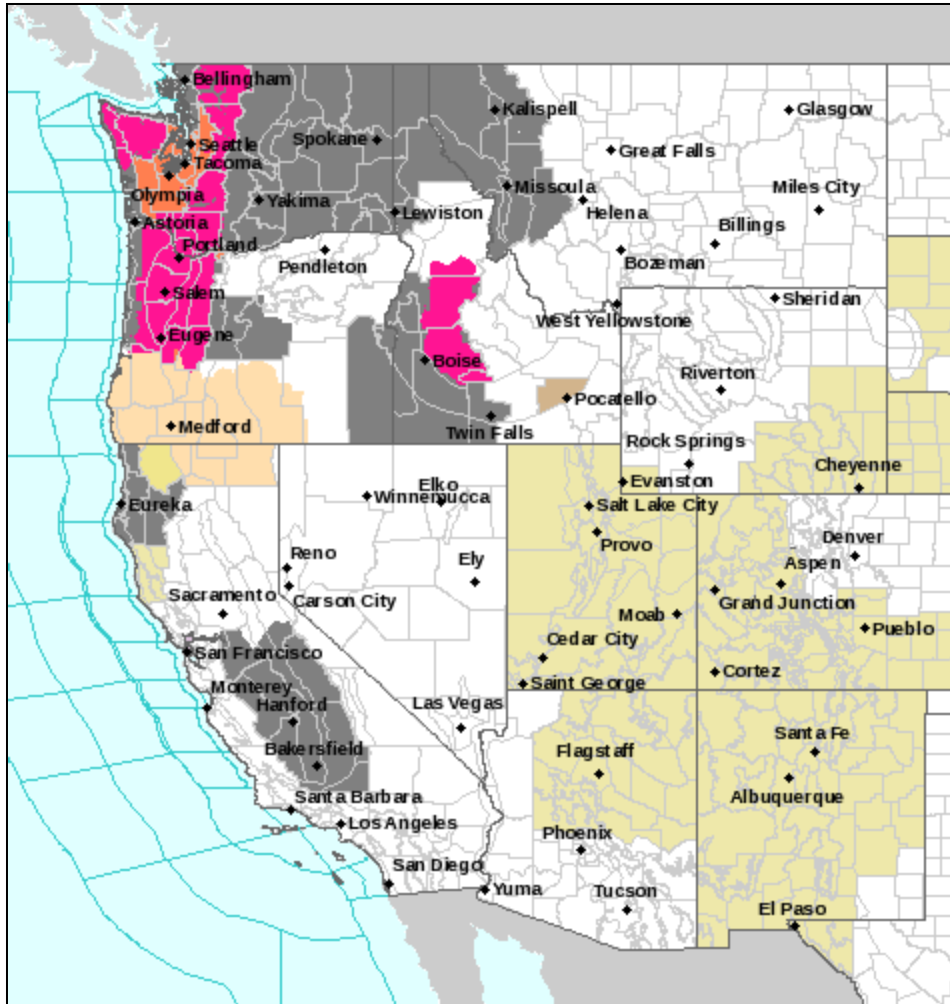 Bellingham
Kalispell
Glasgow
Spokane
Seattle
Great Falls
Tacoma
Missoula
Miles City
Olympia
Yakima
Helena
Lewiston
Astoria
Billings
Portland
Bozeman
Pendleton
Salem
Sheridan
West Yellowstone
Eugene
Boise
Riverton
Pocatello
Medford
Twin Falls
Rock Springs
Cheyenne
Evanston
Elko
Winnemucca
Eureka
Salt Lake City
Provo
Denver
Reno
Ely
Aspen
Sacramento
Carson City
Grand Junction
Moab
Pueblo
Cedar City
San Francisco
Cortez
Saint George
Monterey
Hanford
Las Vegas
Santa Fe
Bakersfield
Flagstaff
Santa Barbara
Albuquerque
Los Angeles
Phoenix
San Diego
Yuma
Tucson
El Paso